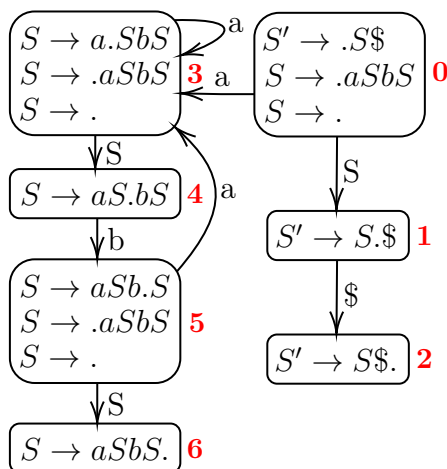 S → a.SbS
S → .aSbS
S → .
3
a
a
S' → .S$
S → .aSbS
S → .
0
S
S → aS.bS
4
a
S
S' → S.$
1
b
S → aSb.S
S → .aSbS
S → .
5
$
S' → S$.
2
S
S → aSbS.
6